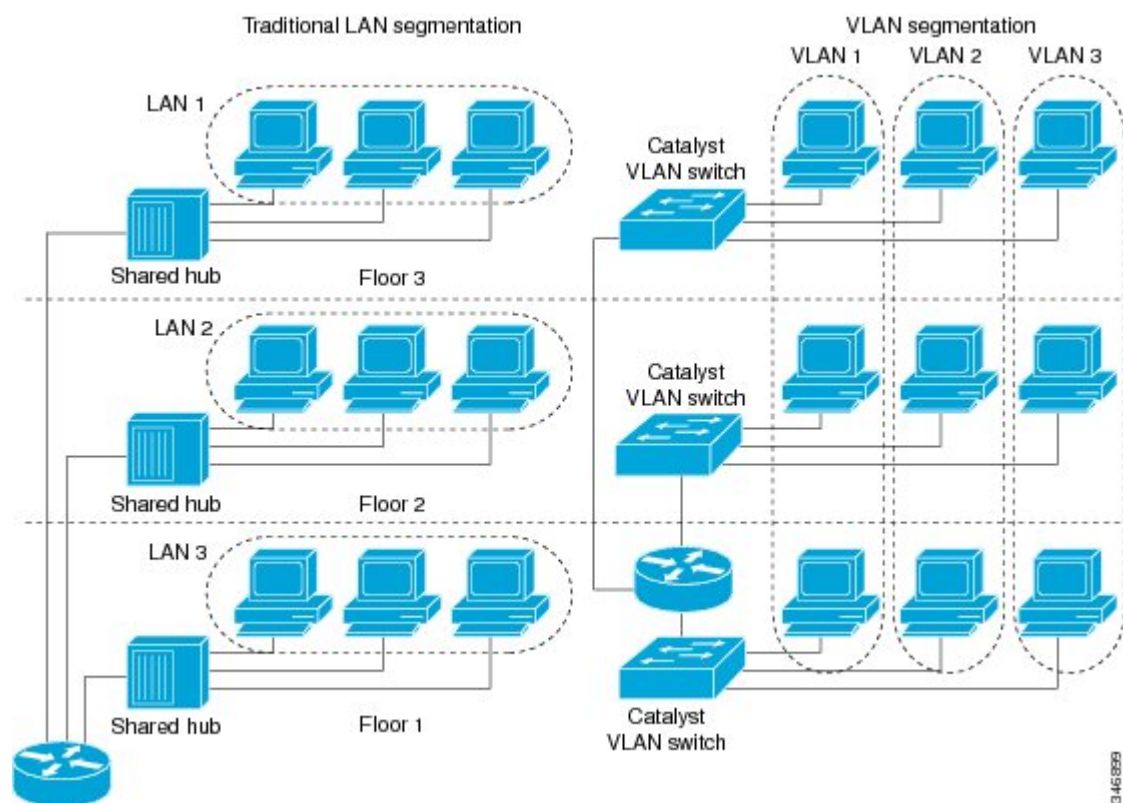 Traditional LAN segmentation
VLAN segmentation
VLAN 1
VLAN 2
VLAN 3
LAN 1
Catalyst
VLAN switch
Shared hub
Floor 3
LAN 2
Catalyst
VLAN switch
Shared hub
Floor 2
LAN 3
Shared hub
Floor 1
Catalyst
VLAN switch
346899